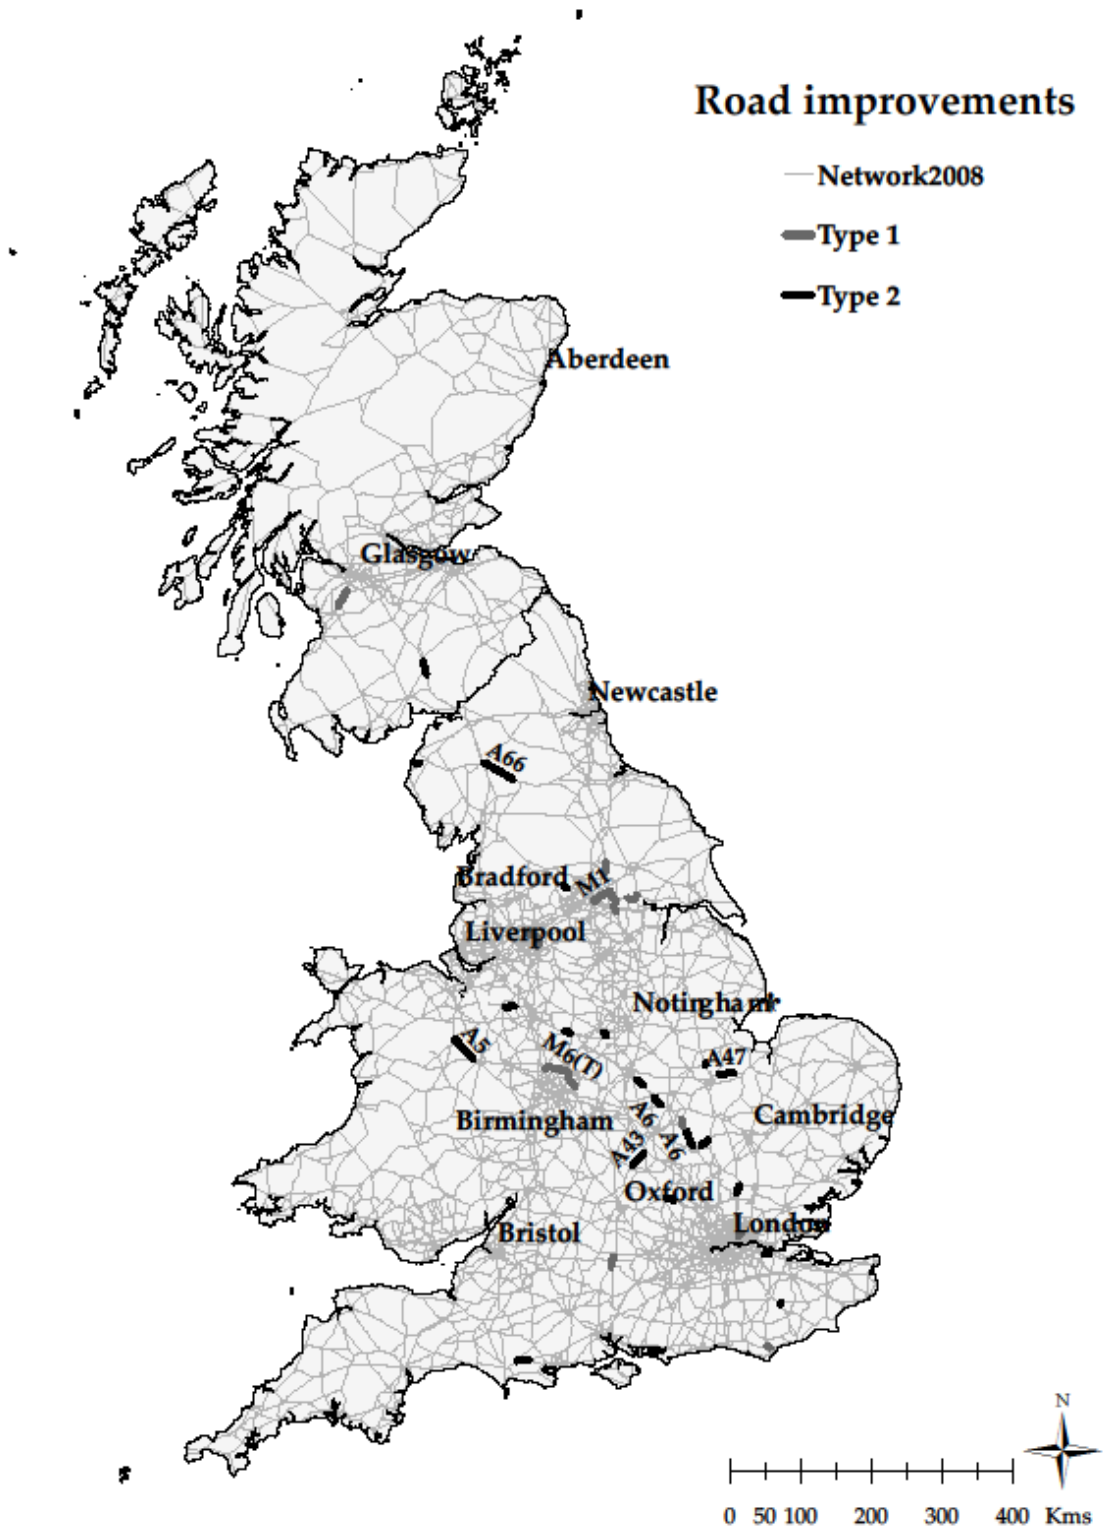 Road improvements
Network2008
Type 1
Type 2
Aberdeen
Glasgow
Newcastle
A66
Bradford
M1
Liverpool
Notingham
A5
M6(T)
A47
Birmingham
A6
Cambridge
A6
A43
Oxford
London
Bristol
N
0 50 100 200 300 400 Kms